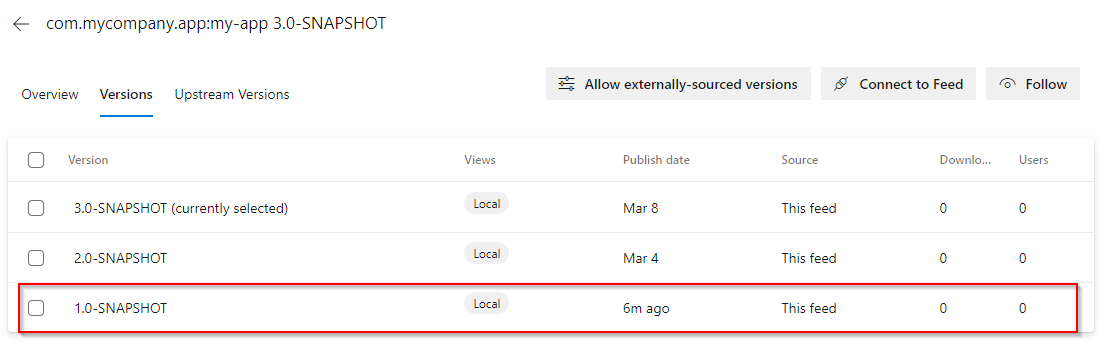 com.mycompany.app:my-app 3.0-SNAPSHOT
Overview Versions Upstream Versions Allow externally-sourced versions Connect to Feed Follow
Version Views Publish date Source Downlo... Users
3.0-SNAPSHOT (currently selected) Local Mar 8 This feed 0 0
2.0-SNAPSHOT Local Mar 4 This feed 0 0
1.0-SNAPSHOT Local 6m ago This feed 0 0